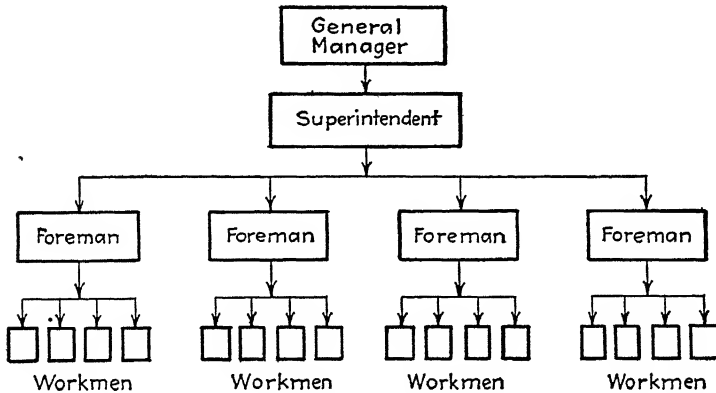 General
Manager
Superintendent
Foreman
Foreman
Foreman
Foreman
Workmen
Workmen
Workmen
Workmen